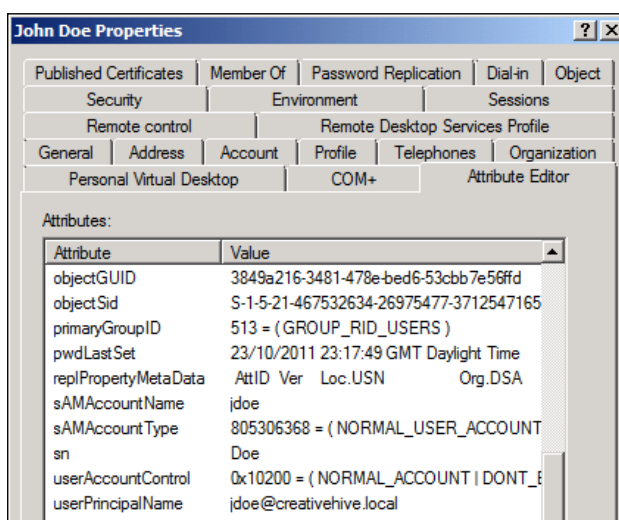 John Doe Properties
Published Certificates Member Of Password Replication Dial-in Object
Security Environment Sessions
Remote control Remote Desktop Services Profile
General Address Account Profile Telephones Organization
Personal Virtual Desktop COM+ Attribute Editor
Attributes:
Attribute Value
objectGUID 3849a216-3481-478e-bed6-53cbb7e56ffd
objectSid S-1-5-21-467532634-26975477-3712547165
primaryGroupID 513 = ( GROUP_RID_USERS )
pwdLastSet 23/10/2011 23:17:49 GMT Daylight Time
replPropertyMetaData AttID Ver Loc.USN Org.DSA
sAMAccountName jdoe
sAMAccountType 805306368 = ( NORMAL_USER_ACCOUNT
sn Doe
userAccountControl 0x10200 = ( NORMAL_ACCOUNT | DONT_E
userPrincipalName jdoe@creativehive.local